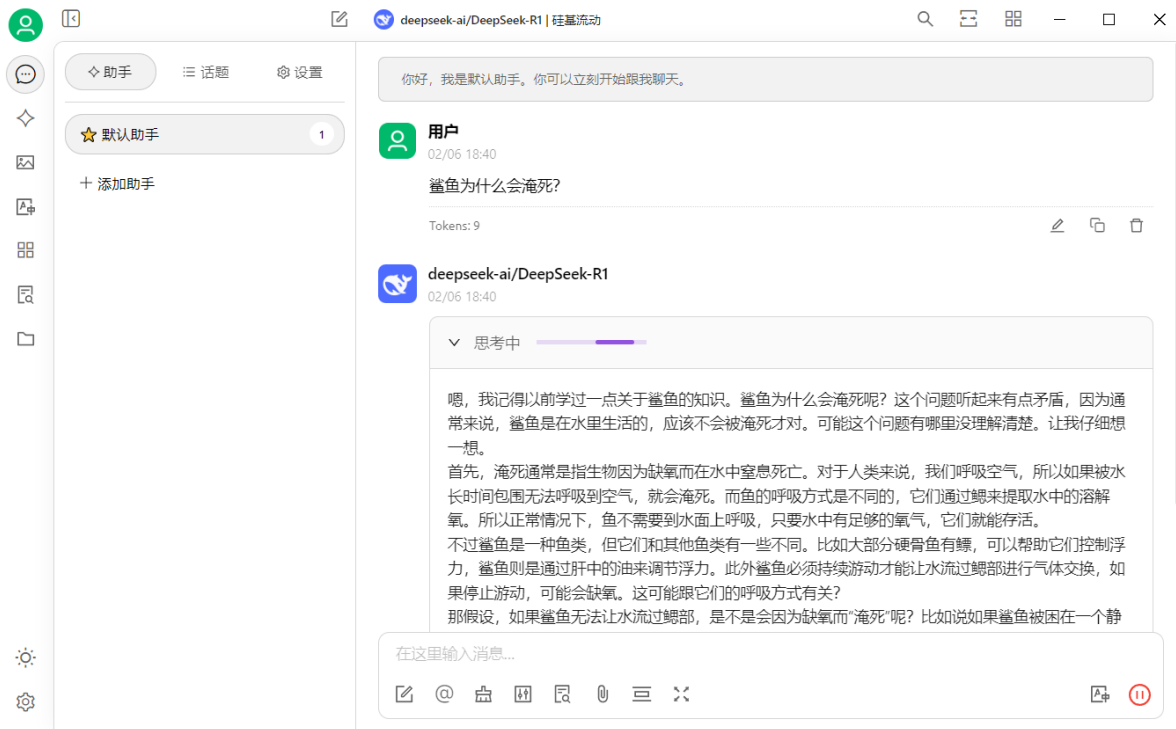 deepseek-ai/DeepSeek-R1 | 硅基流动
助手
话题
设置
默认助手
1
添加助手
你好，我是默认助手。你可以立刻开始跟我聊天。
用户
02/06 18:40
鲨鱼为什么会淹死?
Tokens: 9
deepseek-ai/DeepSeek-R1
02/06 18:40
思考中
嗯，我记得以前学过一点关于鲨鱼的知识。鲨鱼为什么会淹死呢？这个问题听起来有点矛盾，因为通
常来说，鲨鱼是在水里生活的，应该不会被淹死才对。可能这个问题有哪里没理解清楚。让我仔细想
一想。
首先，淹死通常是指生物因为缺氧而在水中窒息死亡。对于人类来说，我们呼吸空气，所以如果被水
长时间包围无法呼吸到空气，就会淹死。而鱼的呼吸方式是不同的，它们通过鳃来提取水中的溶解
氧。所以正常情况下，鱼不需要到水面上呼吸，只要水中有足够的氧气，它们就能存活。
不过鲨鱼是一种鱼类，但它们和其他鱼类有一些不同。比如大部分硬骨鱼有鳔，可以帮助它们控制浮
力，鲨鱼则是通过肝中的油来调节浮力。此外鲨鱼必须持续游动才能让水流过鳃部进行气体交换，如
果停止游动，可能会缺氧。这可能跟它们的呼吸方式有关？
那假设，如果鲨鱼无法让水流过鳃部，是不是会因为缺氧而“淹死”呢？比如说如果鲨鱼被困在一个静
在这里输入消息...